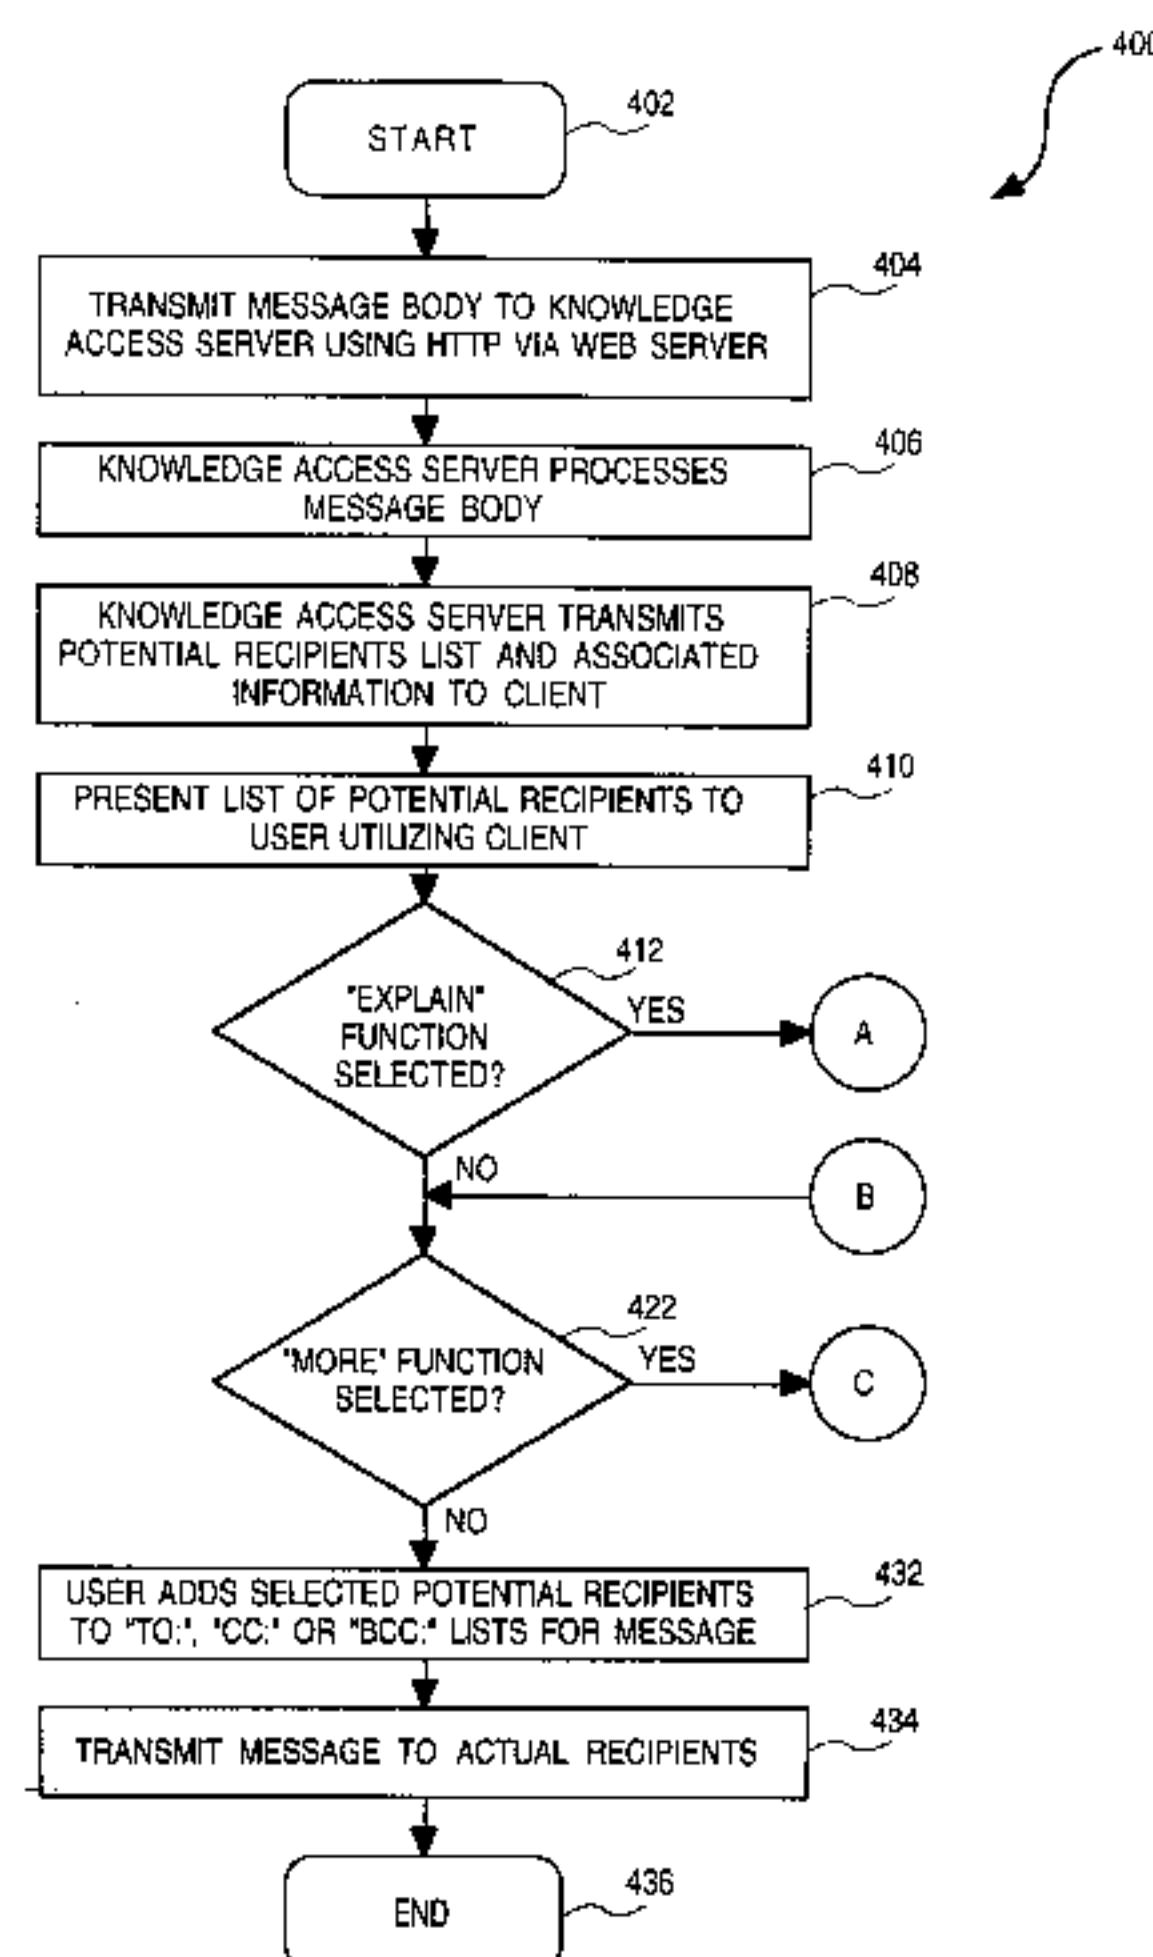 400
START
402
404
TRANSMIT MESSAGE BODY TO KNOWLEDGE
ACCESS SERVER USING HTTP VIA WEB SERVER
406
KNOWLEDGE ACCESS SERVER PROCESSES
MESSAGE BODY
408
KNOWLEDGE ACCESS SERVER TRANSMITS
POTENTIAL RECIPIENTS LIST AND ASSOCIATED
INFORMATION TO CLIENT
410
PRESENT LIST OF POTENTIAL RECIPIENTS TO
USER UTILIZING CLIENT
412
"EXPLAIN"
FUNCTION
SELECTED?
YES
A
NO
B
422
"MORE" FUNCTION
SELECTED?
YES
C
NO
432
USER ADDS SELECTED POTENTIAL RECIPIENTS
TO "TO:", "CC:" OR "BCC:" LISTS FOR MESSAGE
434
TRANSMIT MESSAGE TO ACTUAL RECIPIENTS
436
END